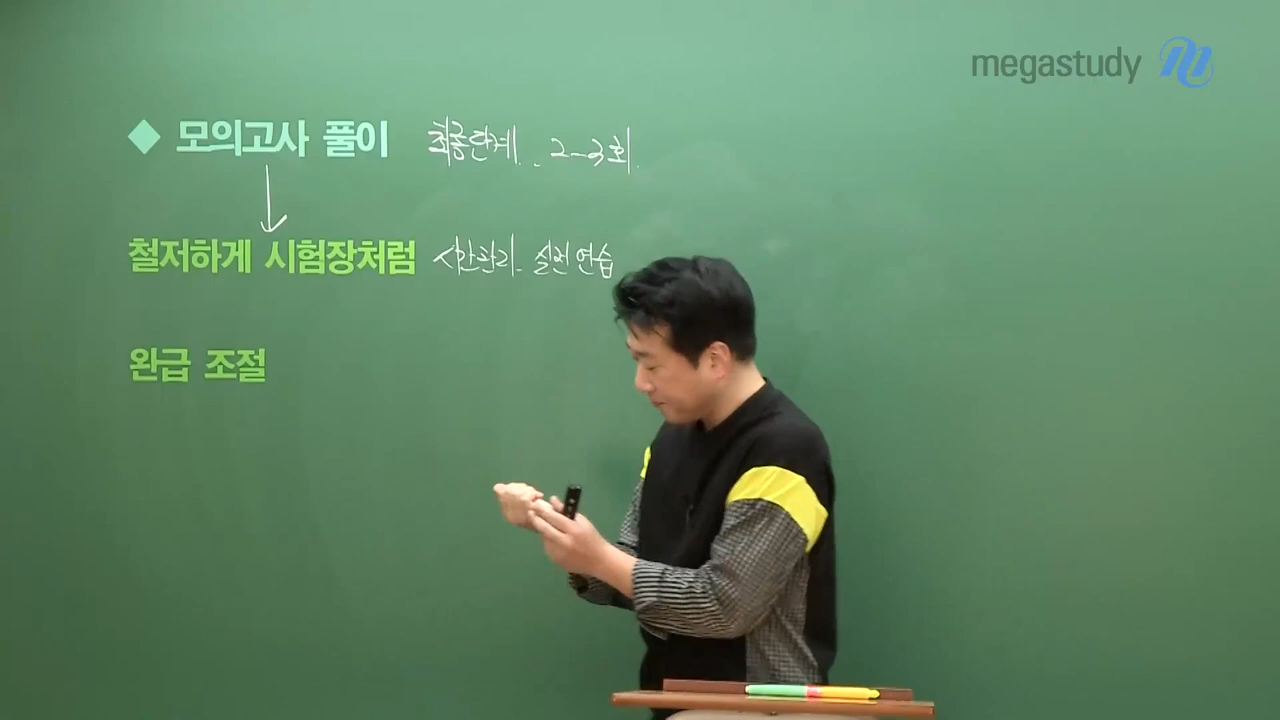 megastudy
◆ 모의고사 풀이 최종단계.. 2-3회.
철저하게 시험장처럼 시간관리- 실전연습
완급 조절